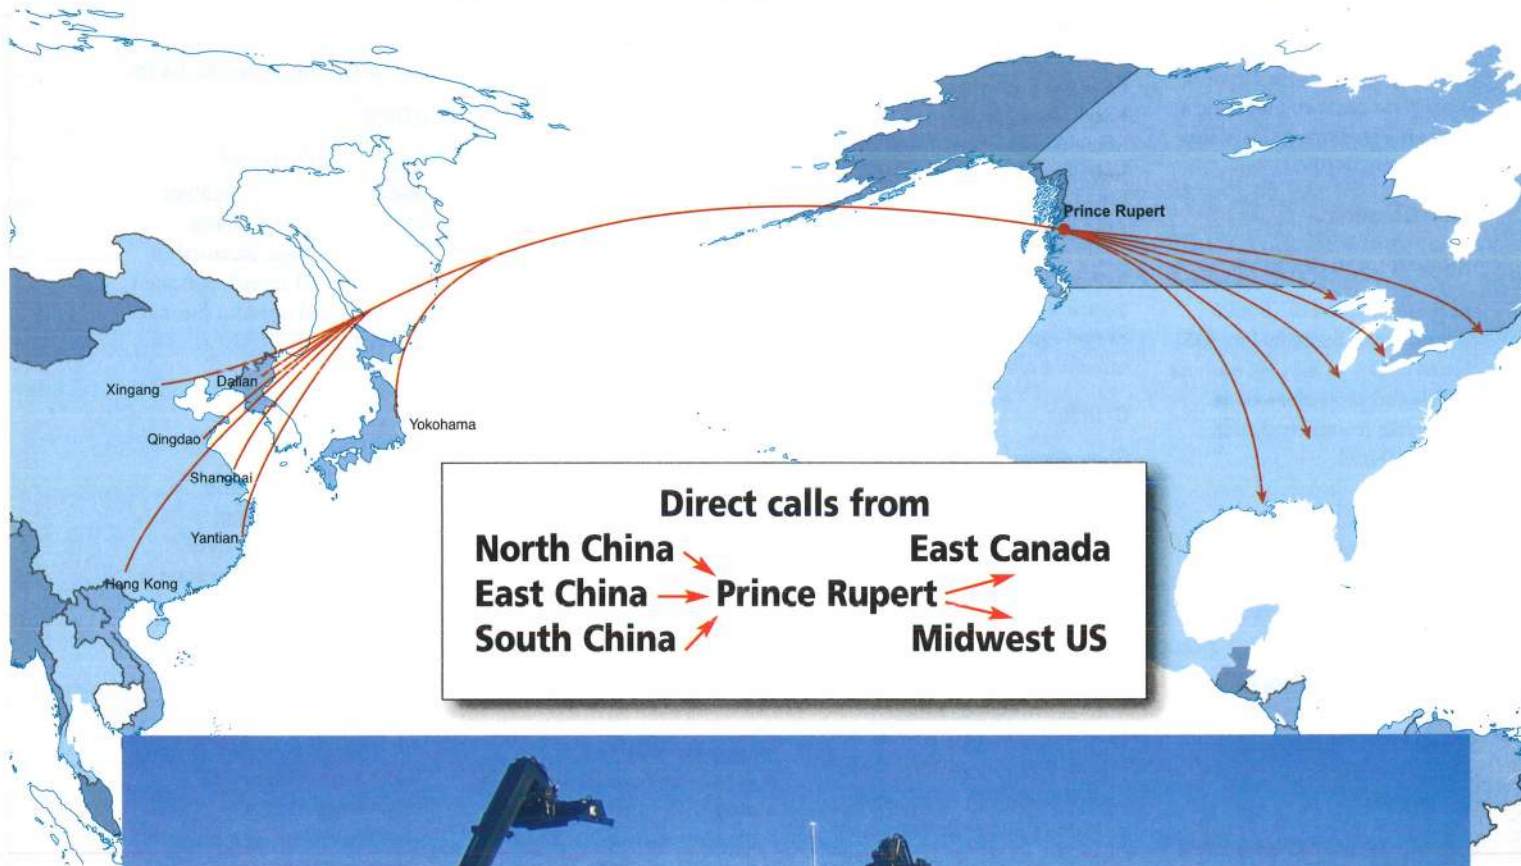 Prince Rupert
Xingang
Dalian
Qingdao
Yokohama
Shanghai
Yantian
Hong Kong
Direct calls from
North China
East Canada
East China
Prince Rupert
South China
Midwest US